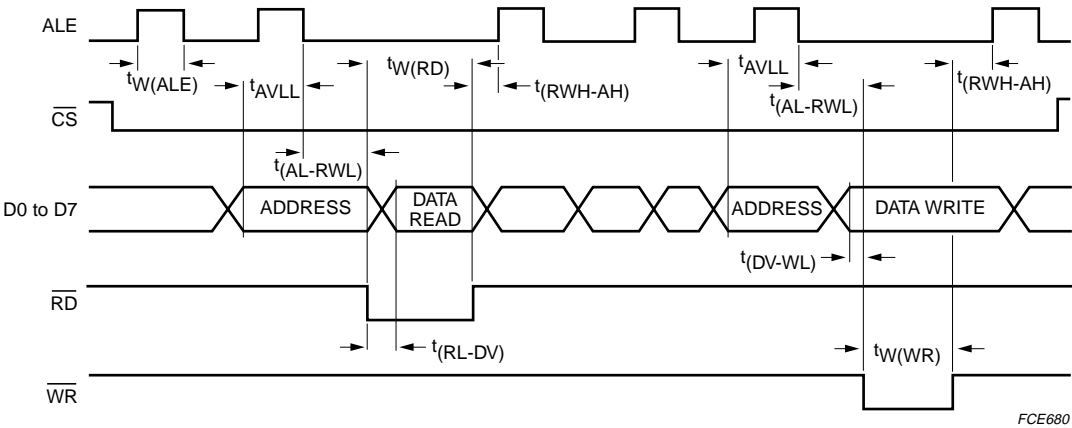 ALE
tW(ALE)
tAVLL
tW(RD)
t(RWH-AH)
tAVLL
t(AL-RWL)
t(RWH-AH)
CS
t(AL-RWL)
D0 to D7
ADDRESS
DATA
READ
ADDRESS
DATA WRITE
t(DV-WL)
RD
t(RL-DV)
tW(WR)
WR
FCE680